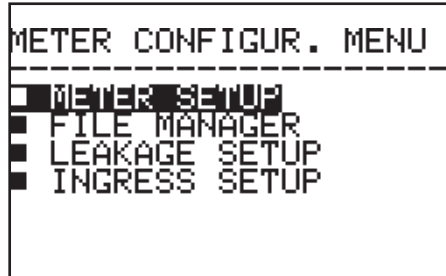 METER CONFIGUR. MENU
--------------------
METER SETUP
FILE MANAGER
LEAKAGE SETUP
INGRESS SETUP